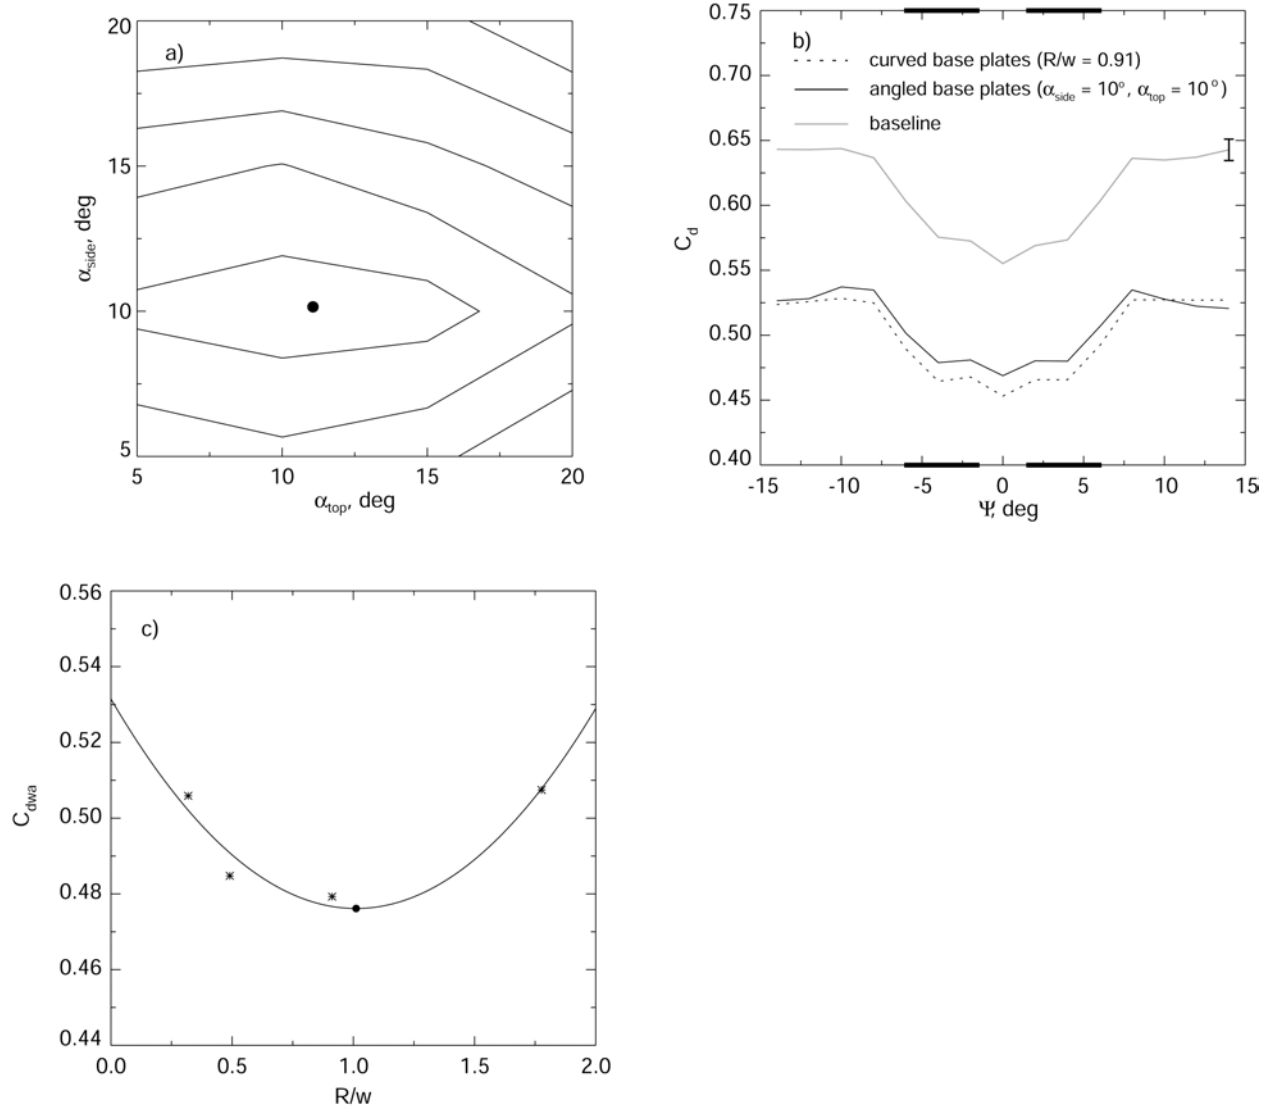 a)
20
15
10
5
α_side, deg
5 10 15 20
α_top, deg
b)
curved base plates (R/w = 0.91)
angled base plates (α_side = 10°, α_top = 10°)
baseline
0.75
0.70
0.65
0.60
0.55
0.50
0.45
0.40
C_d
-15 -10 -5 0 5 10 15
Ψ, deg
c)
0.56
0.54
0.52
0.50
0.48
0.46
0.44
C_dwa
0.0 0.5 1.0 1.5 2.0
R/w